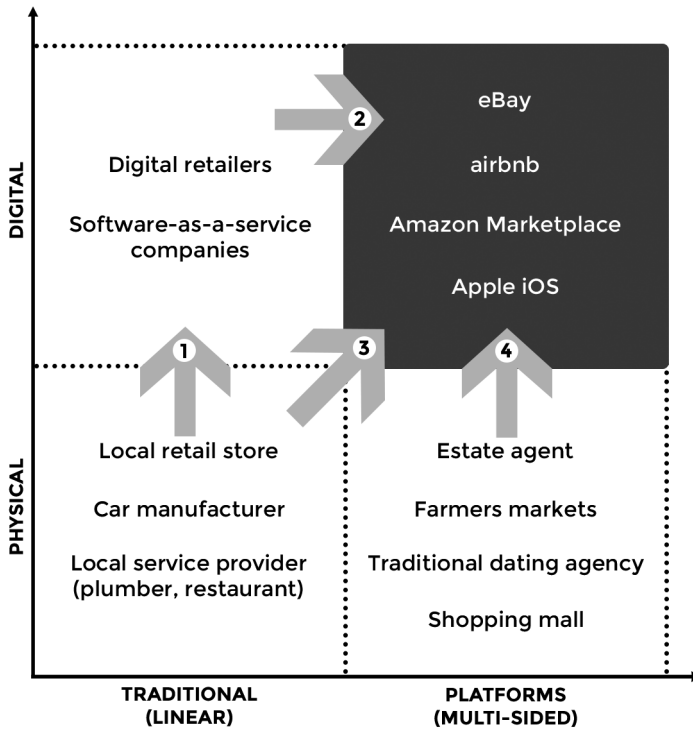 DIGITAL
PHYSICAL
2
eBay
Digital retailers
airbnb
Software-as-a-service
companies
Amazon Marketplace
Apple iOS
1
3
4
Local retail store
Estate agent
Car manufacturer
Farmers markets
Local service provider
(plumber, restaurant)
Traditional dating agency
Shopping mall
TRADITIONAL
(LINEAR)
PLATFORMS
(MULTI-SIDED)